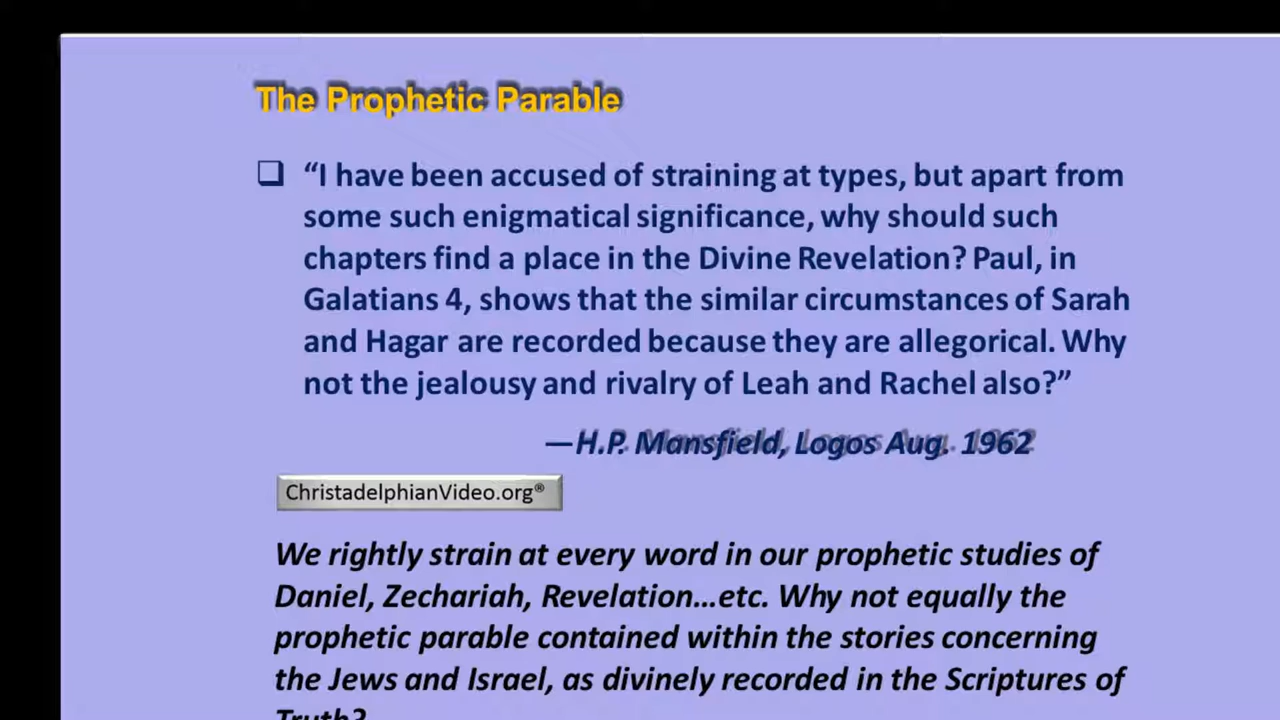 The Prophetic Parable
❑ “I have been accused of straining at types, but apart from
some such enigmatical significance, why should such
chapters find a place in the Divine Revelation? Paul, in
Galatians 4, shows that the similar circumstances of Sarah
and Hagar are recorded because they are allegorical. Why
not the jealousy and rivalry of Leah and Rachel also?”
—H.P. Mansfield, Logos Aug. 1962
ChristadelphianVideo.org®
We rightly strain at every word in our prophetic studies of
Daniel, Zechariah, Revelation...etc. Why not equally the
prophetic parable contained within the stories concerning
the Jews and Israel, as divinely recorded in the Scriptures of
Truth?